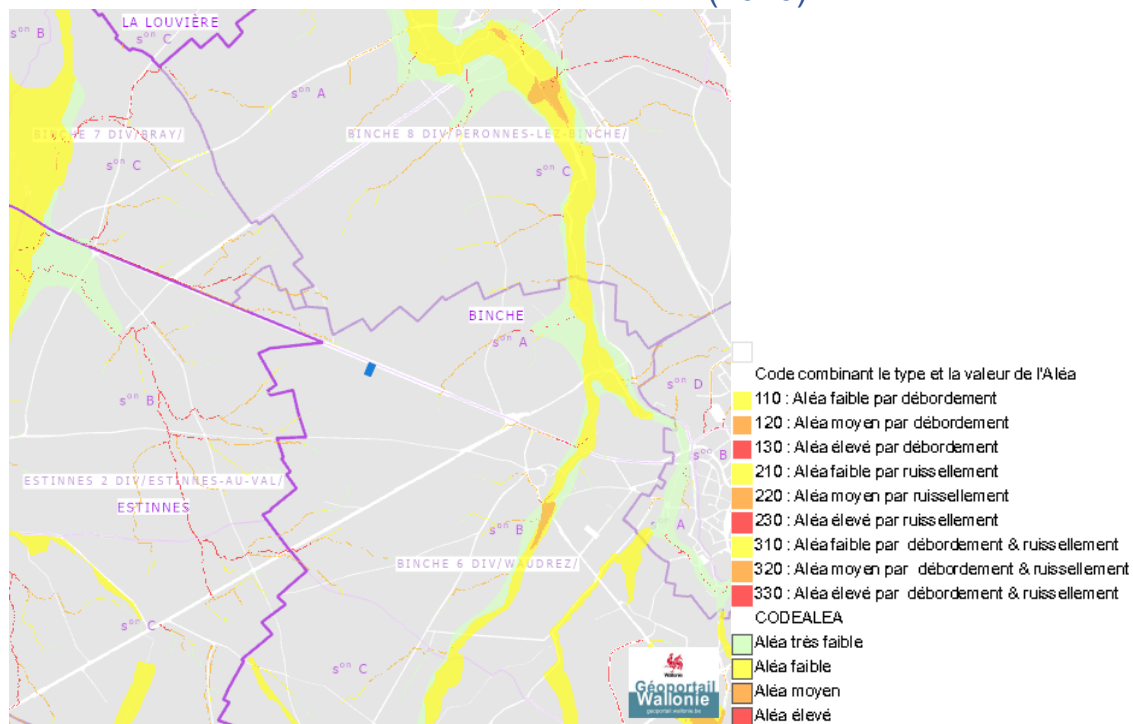 LA LOUVIÈRE
sᵒⁿ B
sᵒⁿ C
sᵒⁿ A
BINCHE 7 DIV/BRAY/
BINCHE 8 DIV/PERONNES-LEZ-BINCHE/
sᵒⁿ C
sᵒⁿ C
BINCHE
sᵒⁿ A
sᵒⁿ D
sᵒⁿ B
sᵒⁿ B
ESTINNES 2 DIV/ESTINNES-AU-VAL/
ESTINNES
sᵒⁿ B
sᵒⁿ A
BINCHE 6 DIV/WAUDREZ/
sᵒⁿ C
sᵒⁿ C
Wallonie
Géoportail
Wallonie
geoportail.wallonie.be
Code combinant le type et la valeur de l'Aléa
110 : Aléa faible par débordement
120 : Aléa moyen par débordement
130 : Aléa élevé par débordement
210 : Aléa faible par ruissellement
220 : Aléa moyen par ruissellement
230 : Aléa élevé par ruissellement
310 : Aléa faible par débordement & ruissellement
320 : Aléa moyen par débordement & ruissellement
330 : Aléa élevé par débordement & ruissellement
CODEALEA
Aléa très faible
Aléa faible
Aléa moyen
Aléa élevé